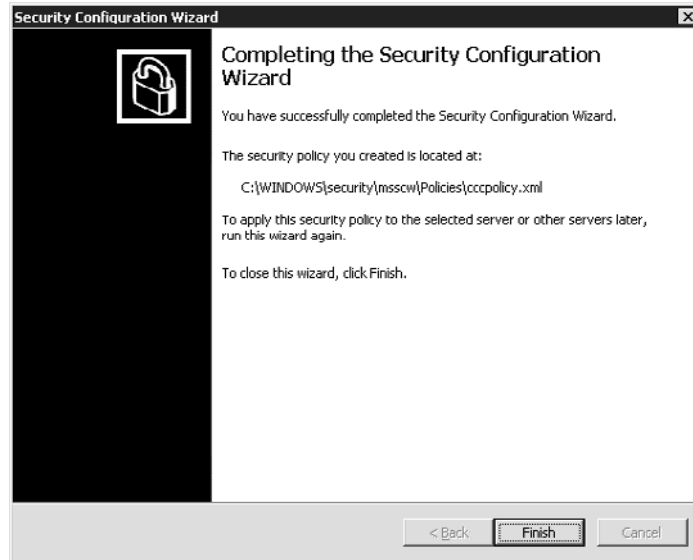 Security Configuration Wizard
X
Completing the Security Configuration
Wizard
You have successfully completed the Security Configuration Wizard.
The security policy you created is located at:
C:\WINDOWS\security\msscw\Policies\cccpolicy.xml
To apply this security policy to the selected server or other servers later,
run this wizard again.
To close this wizard, click Finish.
< Back
Finish
Cancel